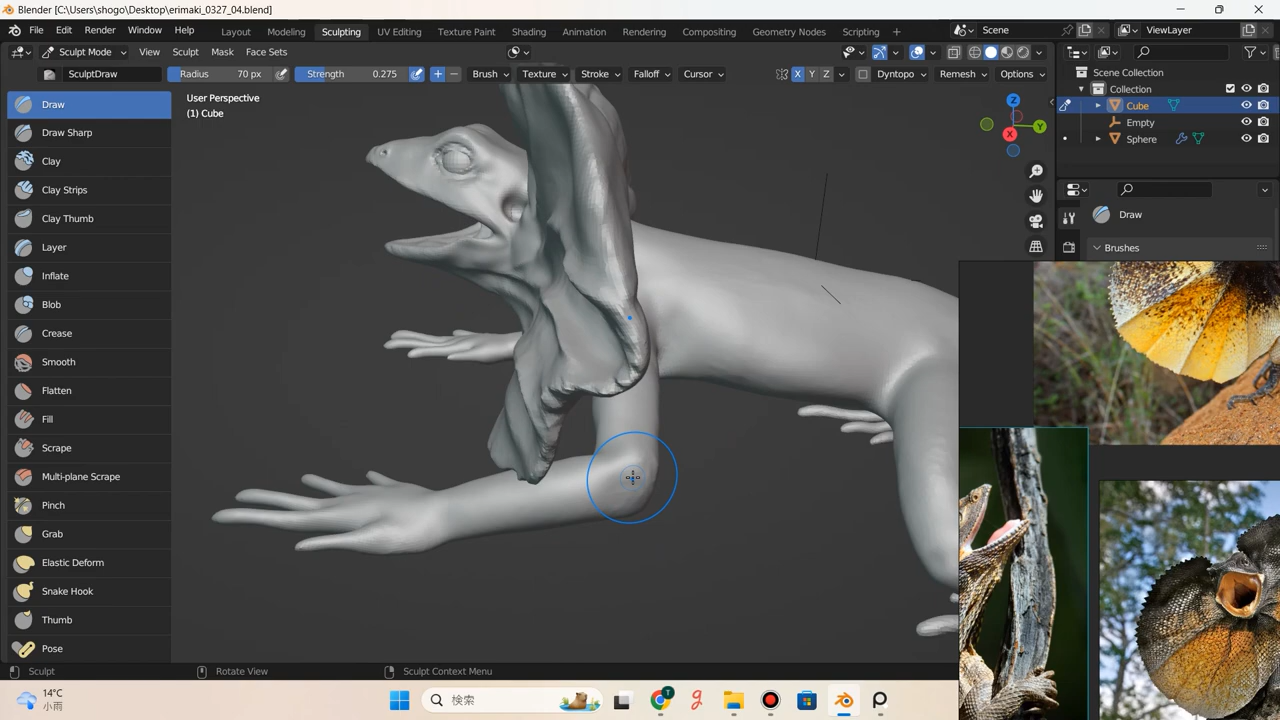 Blender [C:\Users\shogo\Desktop\erimaki_0327_04.blend]
File Edit Render Window Help Layout Modeling Sculpting UV Editing Texture Paint Shading Animation Rendering Compositing Geometry Nodes Scripting + Scene ViewLayer
Sculpt Mode View Sculpt Mask Face Sets
SculptDraw Radius 70 px Strength 0.275 Brush Texture Stroke Falloff Cursor X Y Z Dyntopo Remesh Options
Scene Collection
Collection
Cube
Empty
Sphere
Draw
Brushes
User Perspective
(1) Cube
Z
Y
X
Draw
Draw Sharp
Clay
Clay Strips
Clay Thumb
Layer
Inflate
Blob
Crease
Smooth
Flatten
Fill
Scrape
Multi-plane Scrape
Pinch
Grab
Elastic Deform
Snake Hook
Thumb
Pose
Sculpt Rotate View Sculpt Context Menu
14°C
小雨
検索